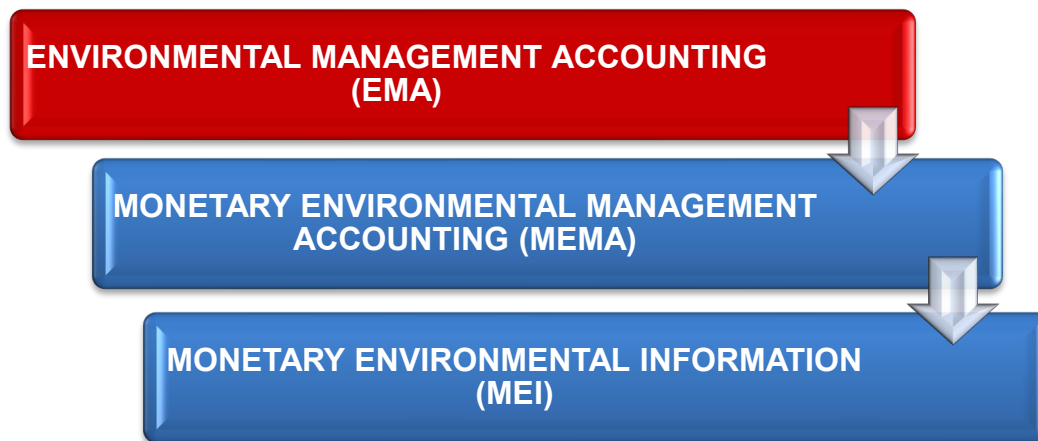 ENVIRONMENTAL MANAGEMENT ACCOUNTING
(EMA)
MONETARY ENVIRONMENTAL MANAGEMENT
ACCOUNTING (MEMA)
MONETARY ENVIRONMENTAL INFORMATION
(MEI)